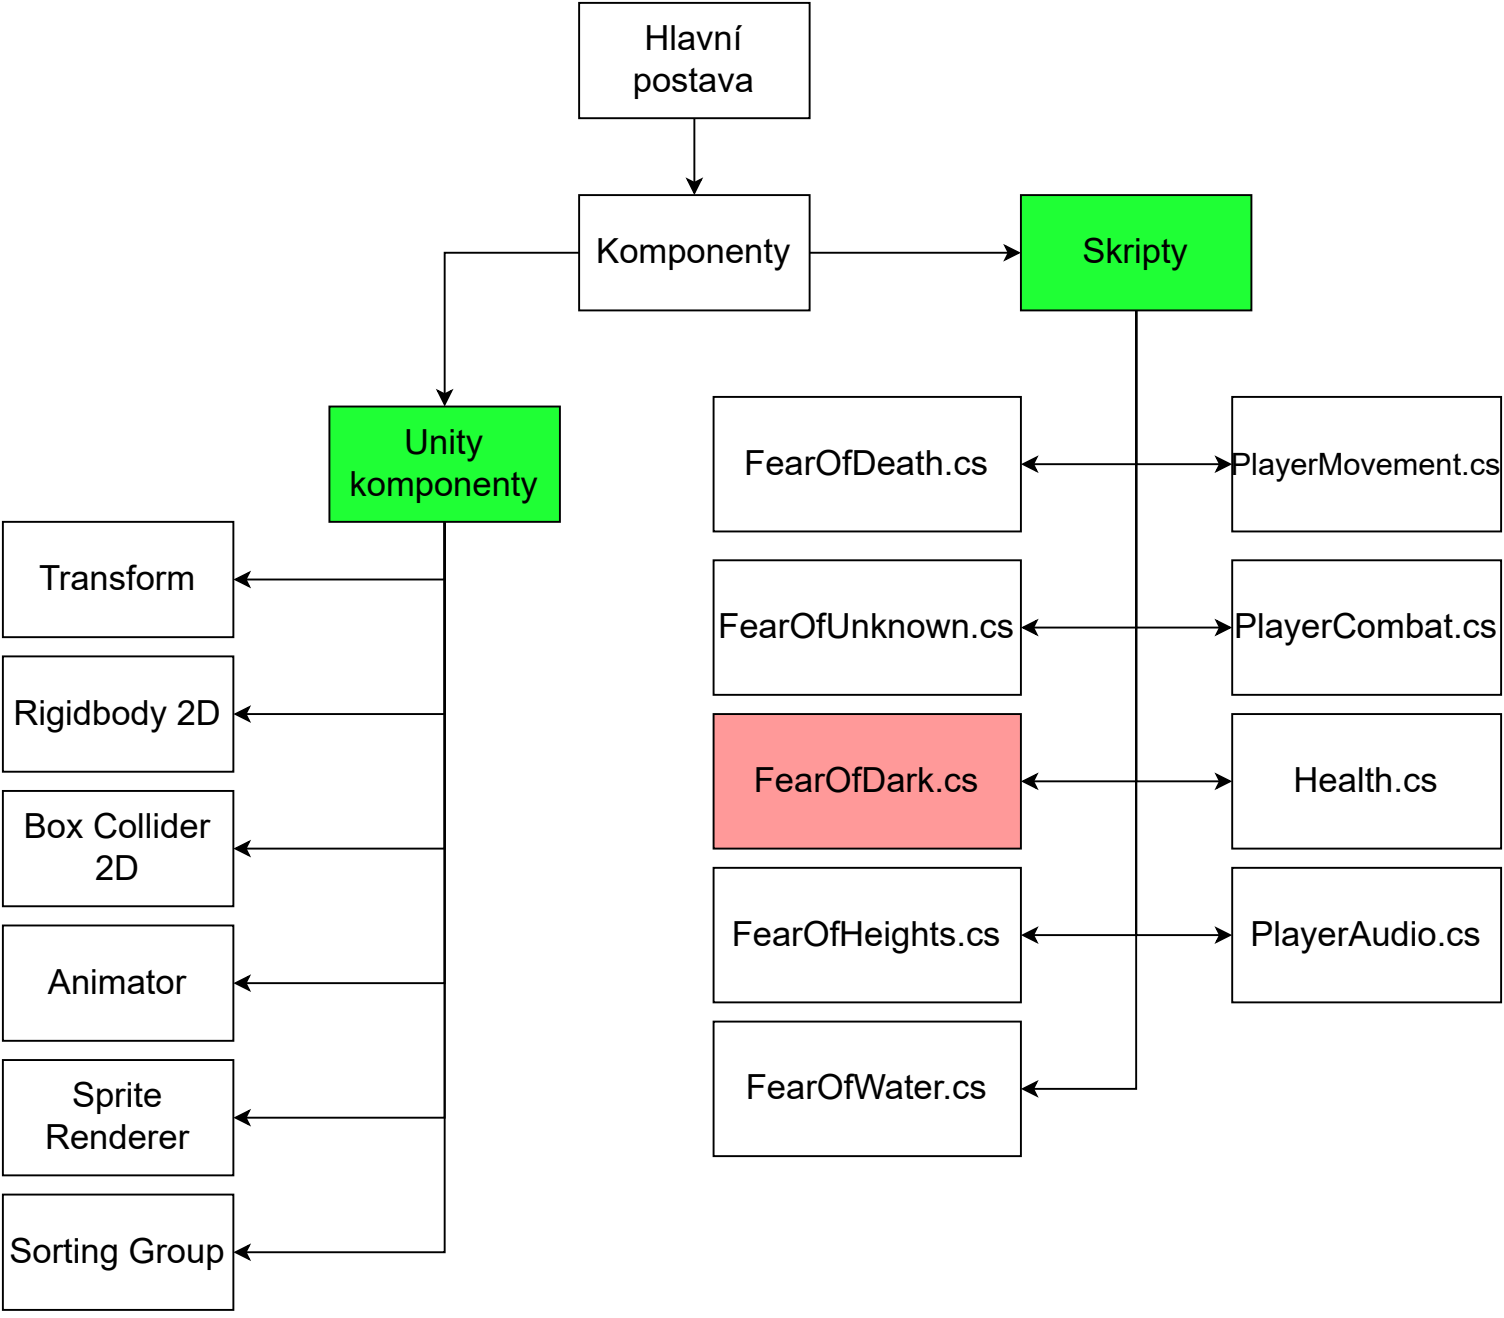 Hlavní
postava
Komponenty
Skripty
Unity
komponenty
Transform
Rigidbody 2D
Box Collider
2D
Animator
Sprite
Renderer
Sorting Group
FearOfDeath.cs
FearOfUnknown.cs
FearOfDark.cs
FearOfHeights.cs
FearOfWater.cs
PlayerMovement.cs
PlayerCombat.cs
Health.cs
PlayerAudio.cs